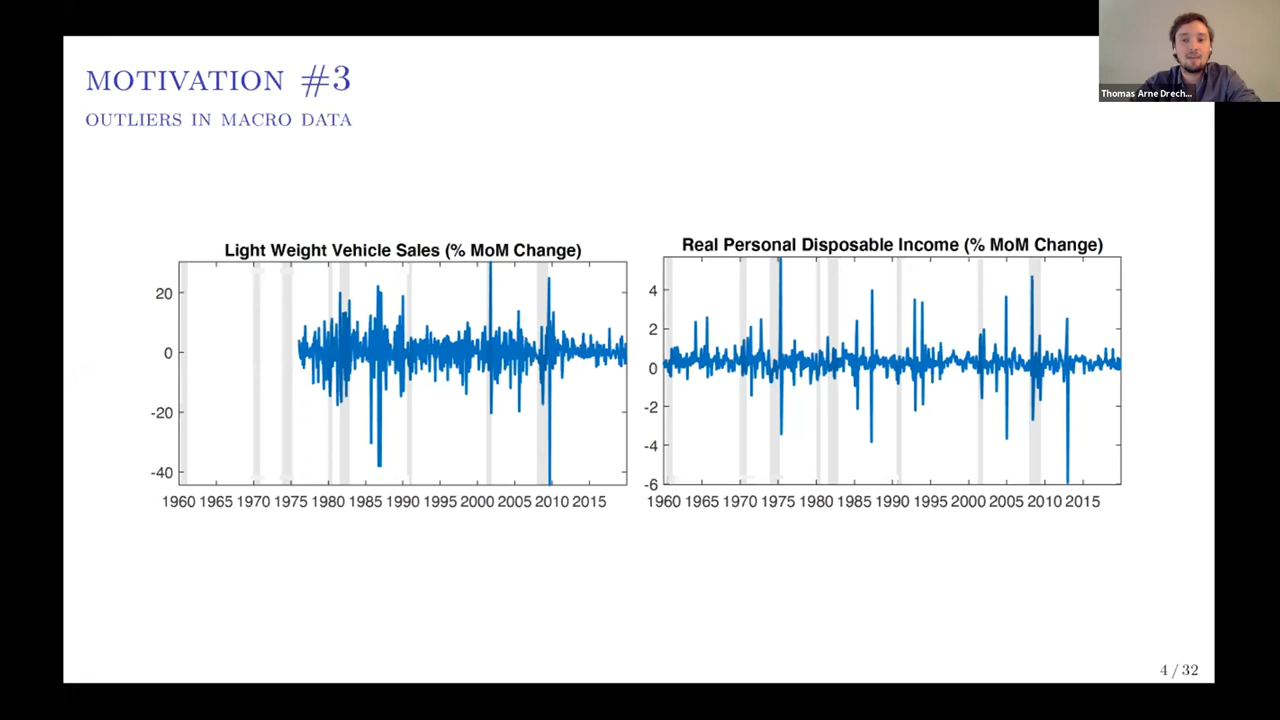 MOTIVATION #3
OUTLIERS IN MACRO DATA
Thomas Arne Drech...
Light Weight Vehicle Sales (% MoM Change)
20
0
-20
-40
1960 1965 1970 1975 1980 1985 1990 1995 2000 2005 2010 2015
Real Personal Disposable Income (% MoM Change)
4
2
0
-2
-4
-6
1960 1965 1970 1975 1980 1985 1990 1995 2000 2005 2010 2015
4 / 32